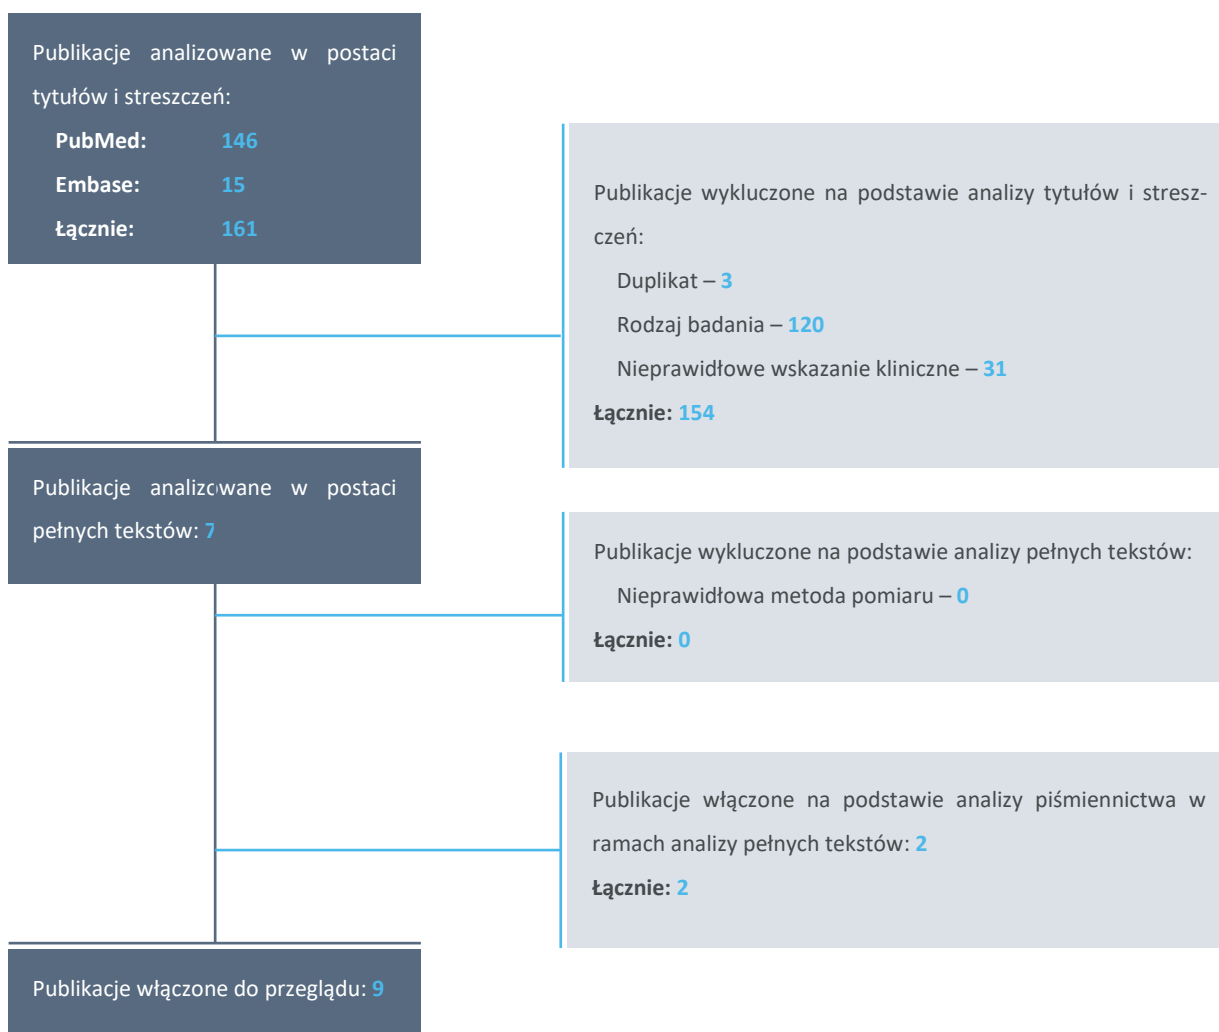 Publikacje analizowane w postaci
tytułów i streszczeń:
PubMed: 146
Embase: 15
Łącznie: 161
Publikacje wykluczone na podstawie analizy tytułów i stresz-
czeń:
Duplikat – 3
Rodzaj badania – 120
Nieprawidłowe wskazanie kliniczne – 31
Łącznie: 154
Publikacje analizowane w postaci
pełnych tekstów: 7
Publikacje wykluczone na podstawie analizy pełnych tekstów:
Nieprawidłowa metoda pomiaru – 0
Łącznie: 0
Publikacje włączone na podstawie analizy piśmiennictwa w
ramach analizy pełnych tekstów: 2
Łącznie: 2
Publikacje włączone do przeglądu: 9